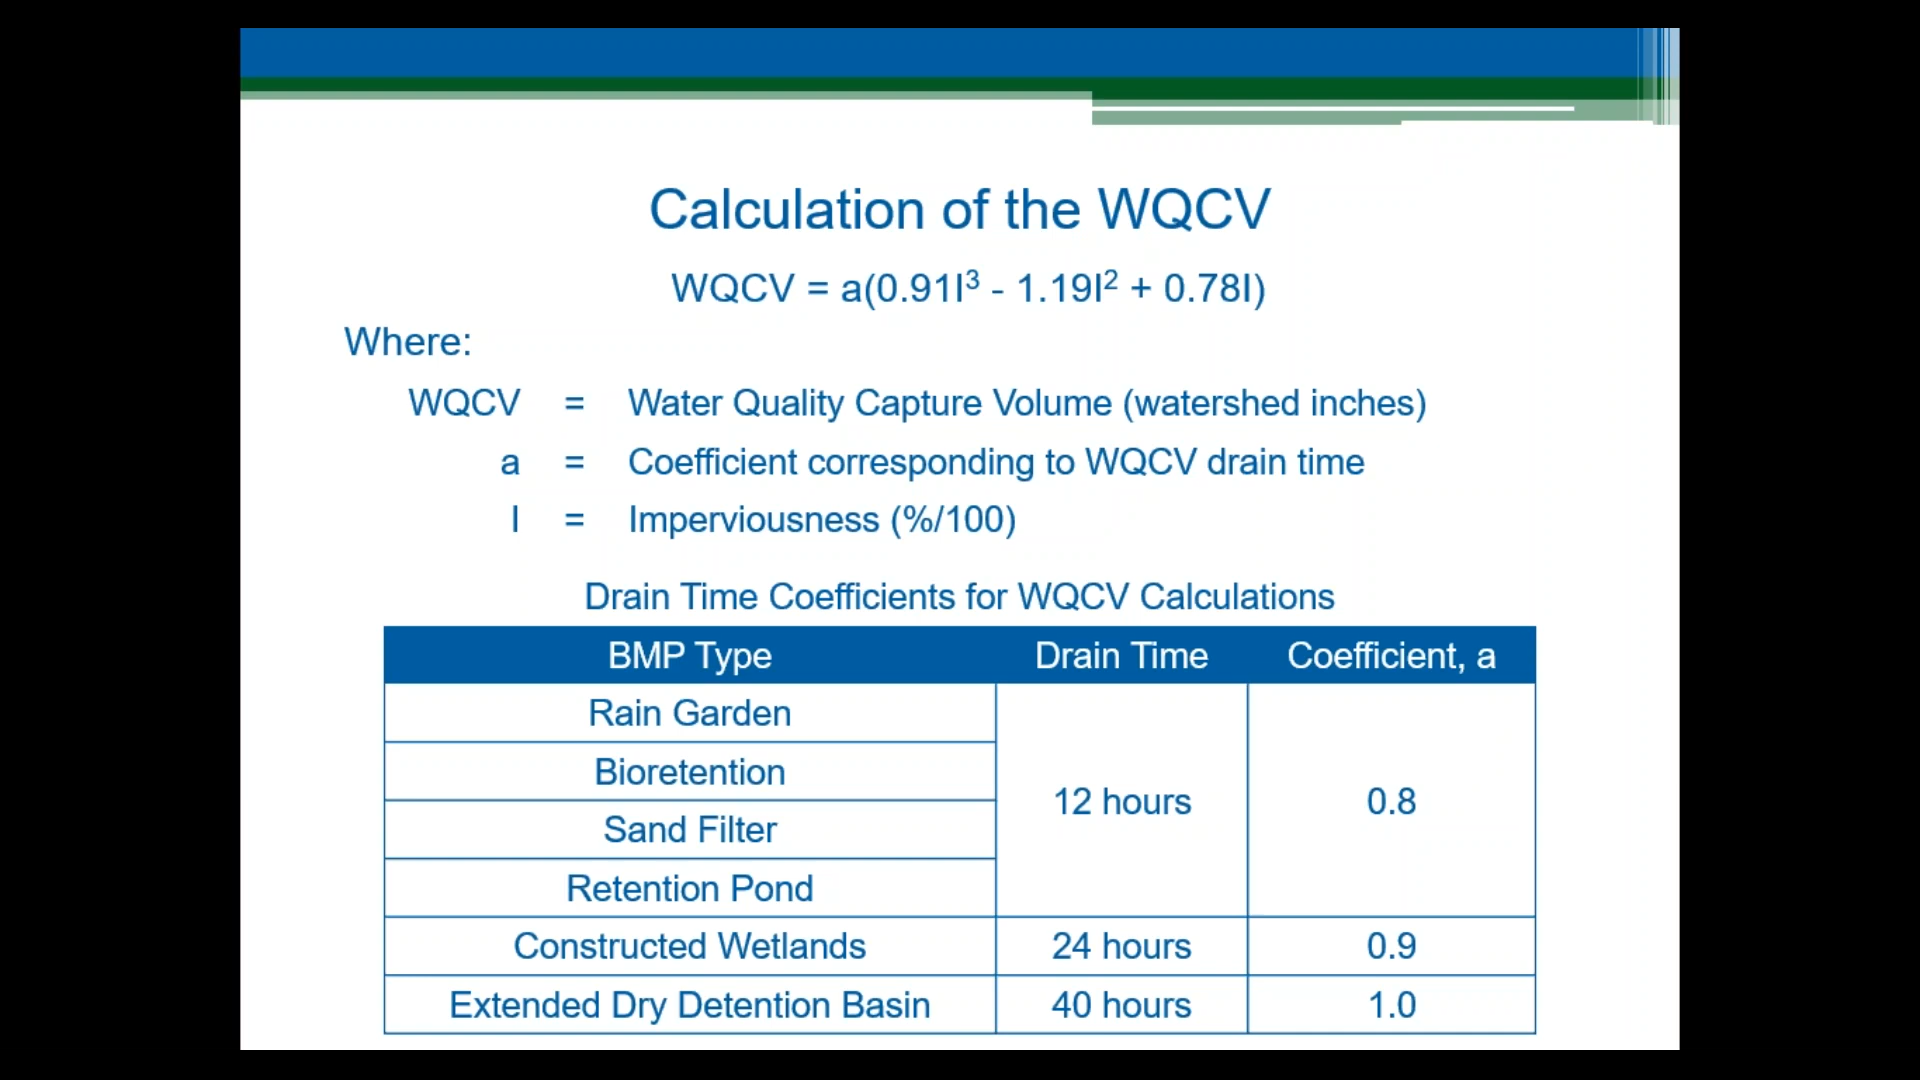 Calculation of the WQCV
WQCV = a(0.91I³ - 1.19I² + 0.78I)
Where:
WQCV = Water Quality Capture Volume (watershed inches)
a = Coefficient corresponding to WQCV drain time
I = Imperviousness (%/100)
Drain Time Coefficients for WQCV Calculations
BMP Type Drain Time Coefficient, a
Rain Garden
Bioretention
12 hours 0.8
Sand Filter
Retention Pond
Constructed Wetlands 24 hours 0.9
Extended Dry Detention Basin 40 hours 1.0